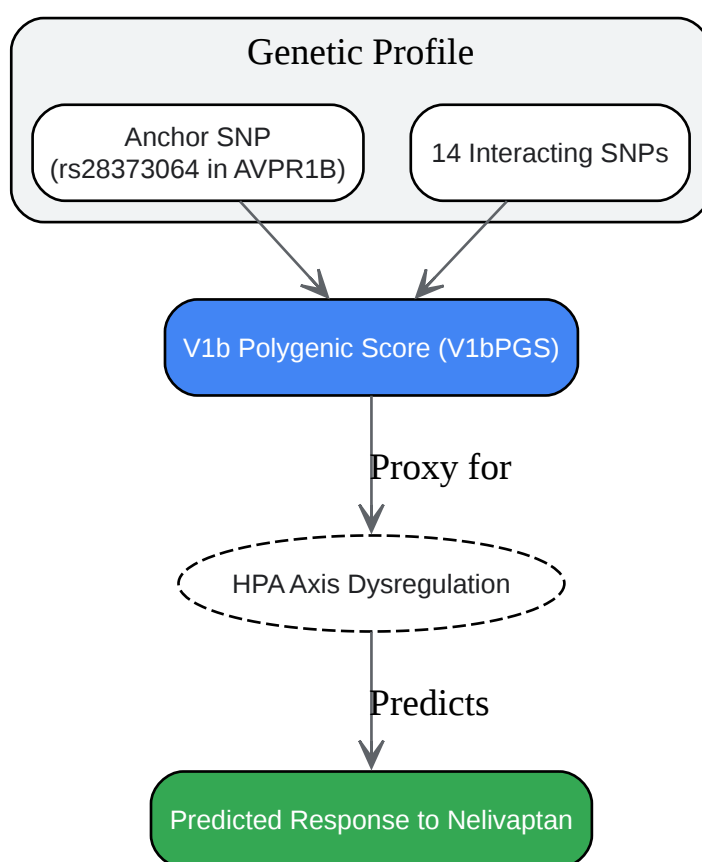 Genetic Profile
Anchor SNP
(rs28373064 in AVPR1B)
14 Interacting SNPs
V1b Polygenic Score (V1bPGS)
Proxy for
HPA Axis Dysregulation
Predicts
Predicted Response to Nelivaptan